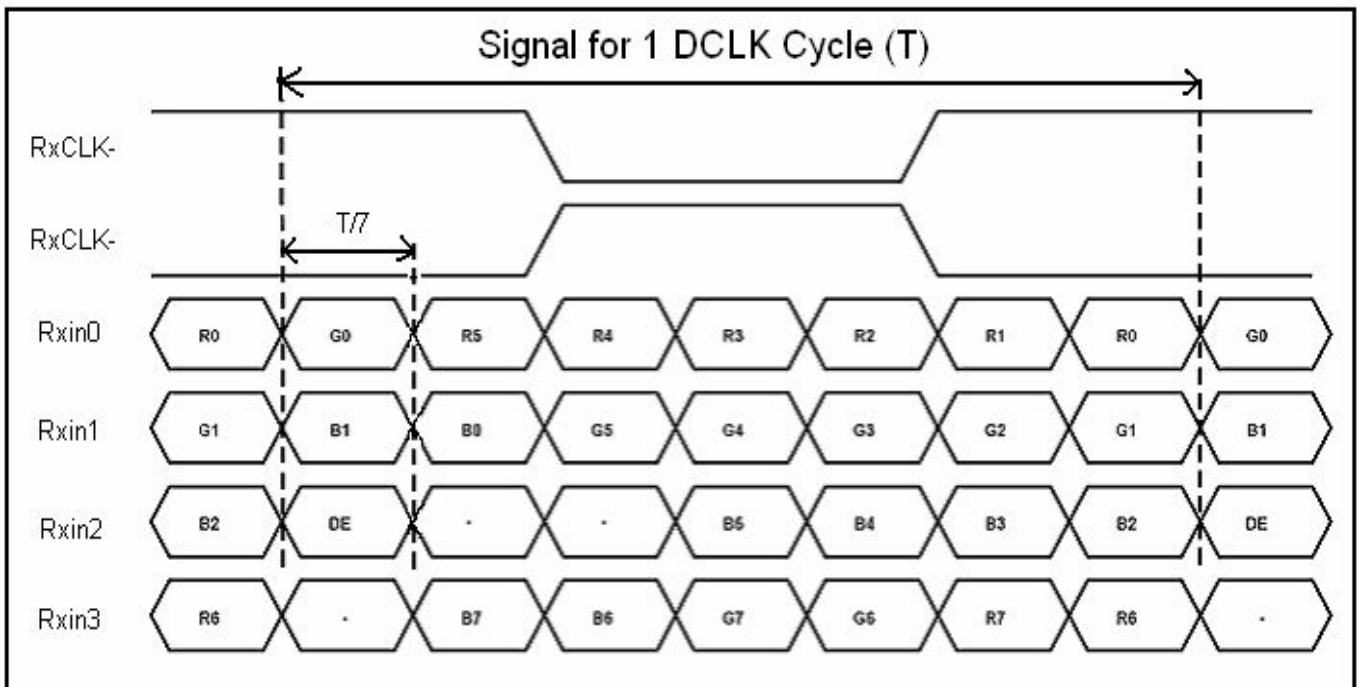 Signal for 1 DCLK Cycle (T)
RxCLK-
T/7
RxCLK-
Rxin0 R0 G0 R5 R4 R3 R2 R1 R0 G0
Rxin1 G1 B1 B0 G5 G4 G3 G2 G1 B1
Rxin2 B2 DE - - B5 B4 B3 B2 DE
Rxin3 R6 - B7 B6 G7 G6 R7 R6 -